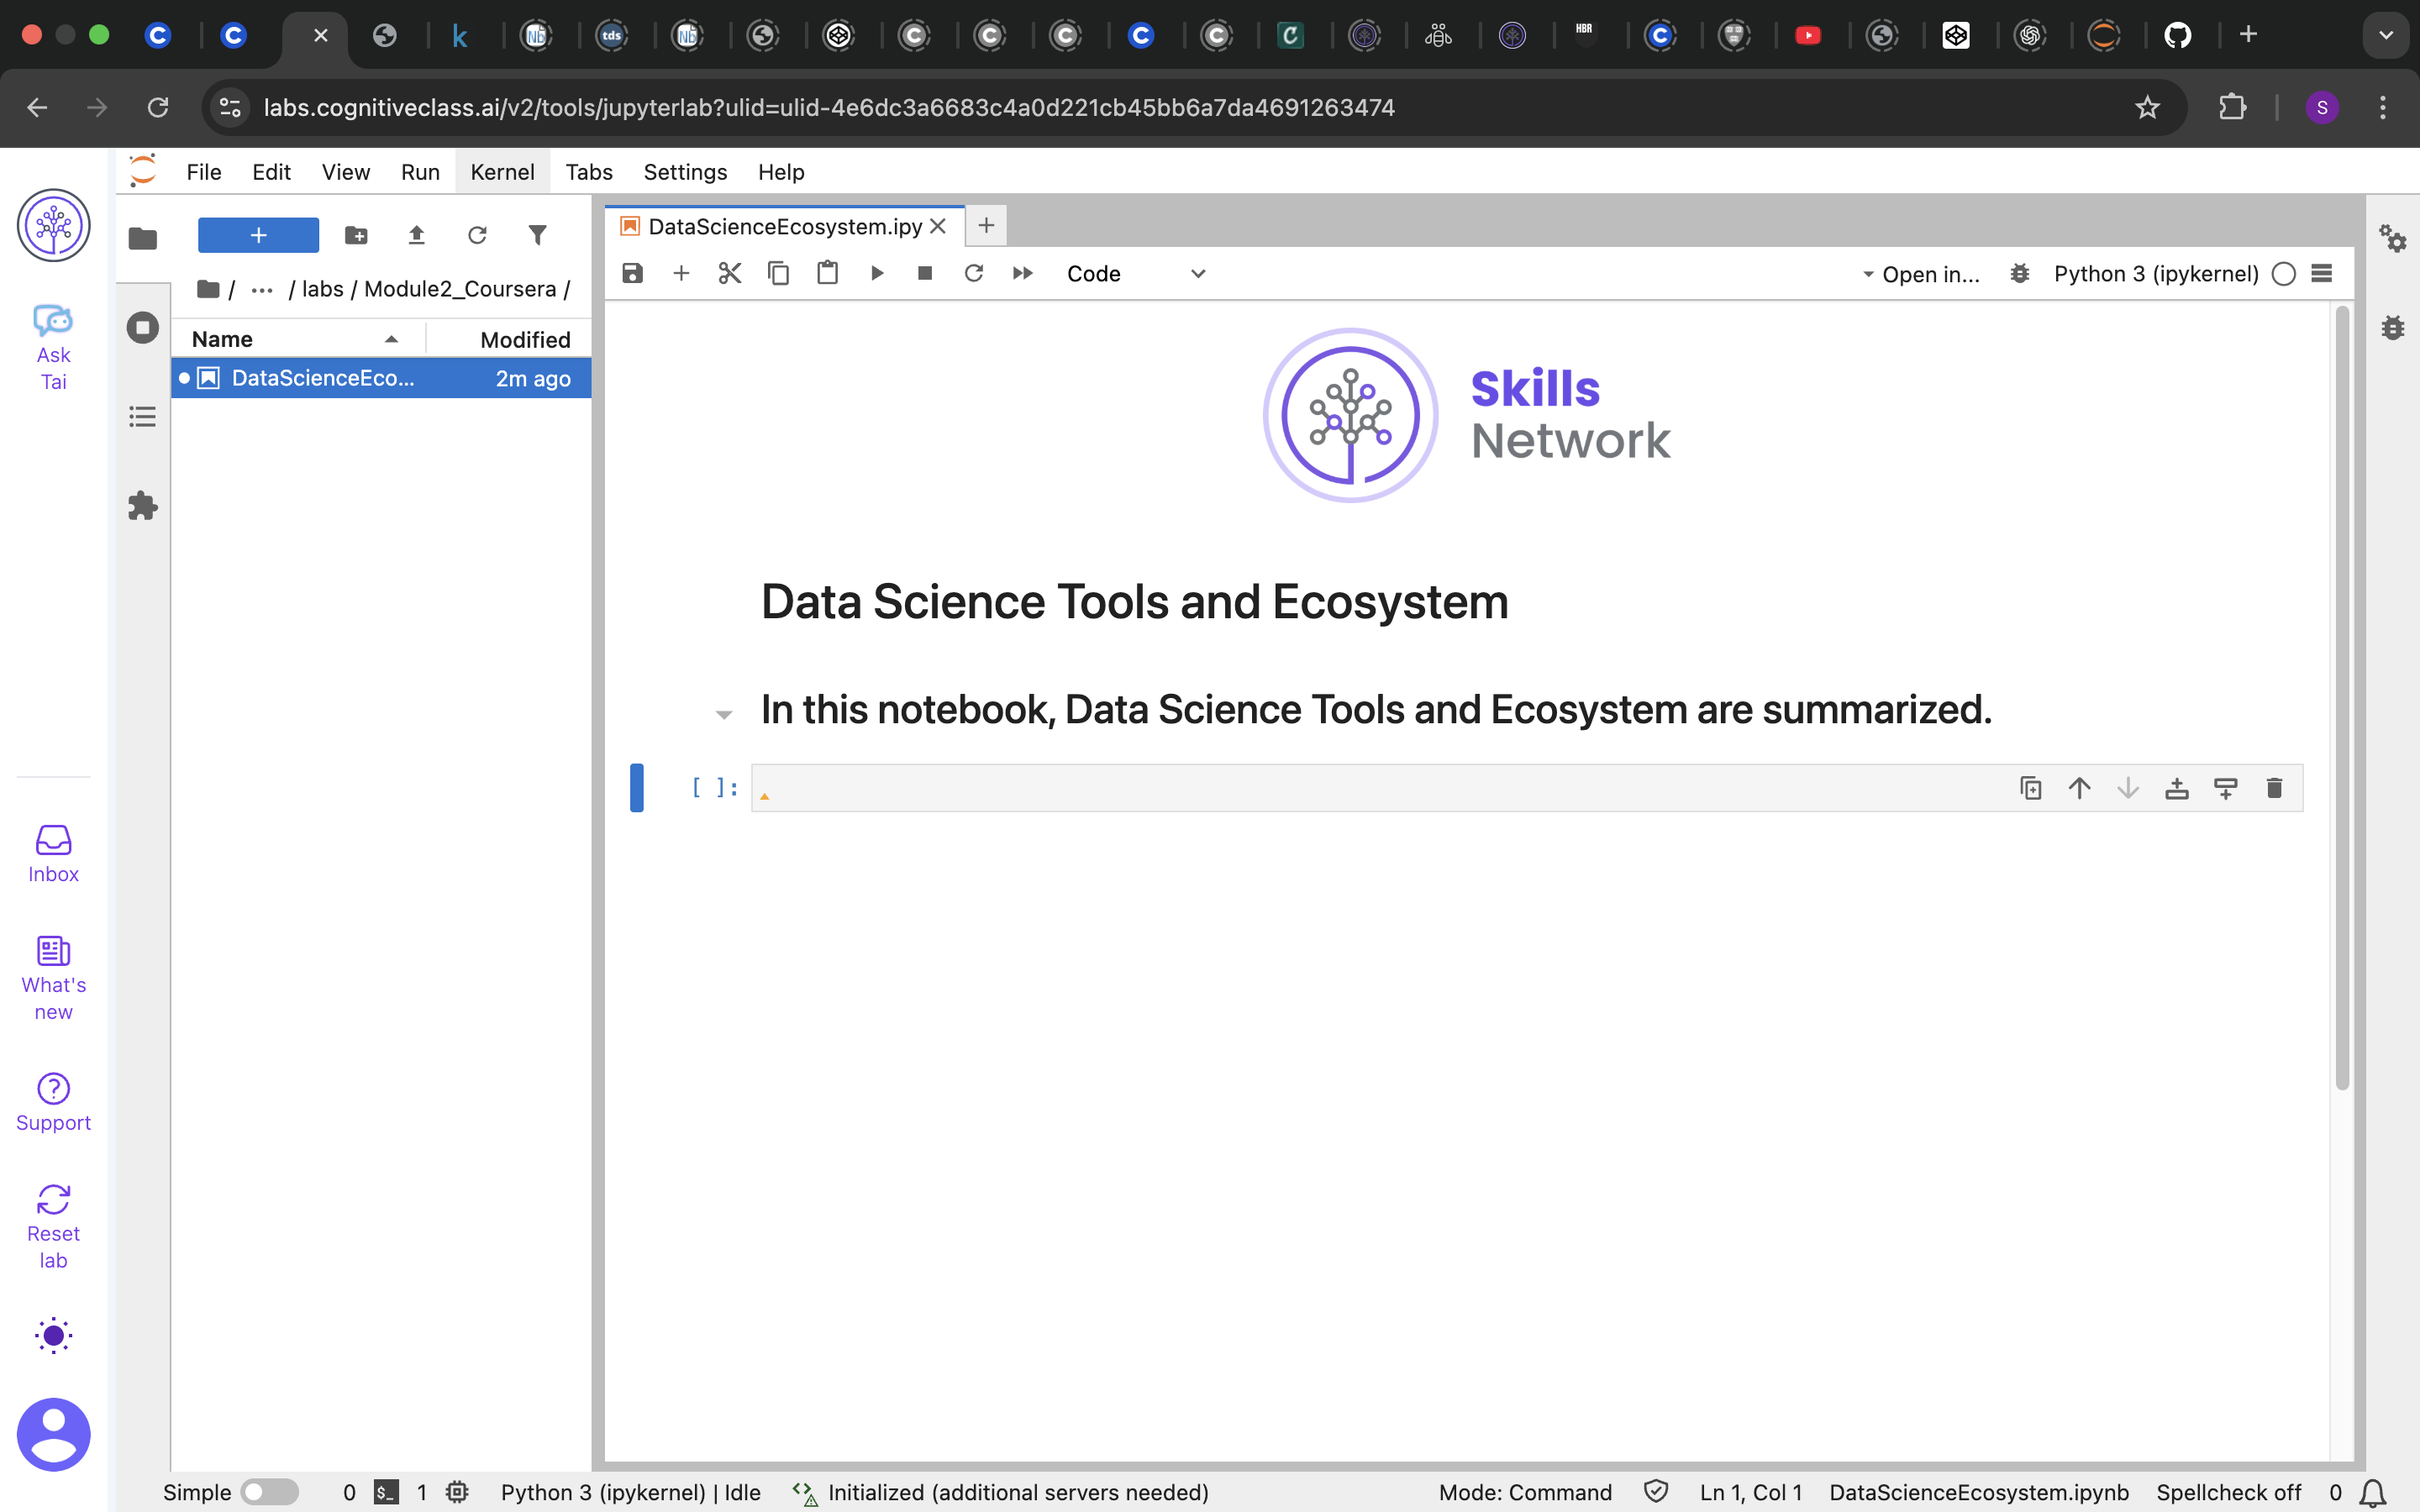 tds
HBR
labs.cognitiveclass.ai/v2/tools/jupyterlab?ulid=ulid-4e6dc3a6683c4a0d221cb45bb6a7da4691263474
S
File Edit View Run Kernel Tabs Settings Help
DataScienceEcosystem.ipy
/ ··· / labs / Module2_Coursera /
Code
Open in...
Python 3 (ipykernel)
Name Modified
DataScienceEco... 2m ago
Ask
Tai
Skills
Network
Data Science Tools and Ecosystem
In this notebook, Data Science Tools and Ecosystem are summarized.
[ ]:
Inbox
What's
new
Support
Reset
lab
Simple 0 $_ 1 Python 3 (ipykernel) | Idle Initialized (additional servers needed) Mode: Command Ln 1, Col 1 DataScienceEcosystem.ipynb Spellcheck off 0